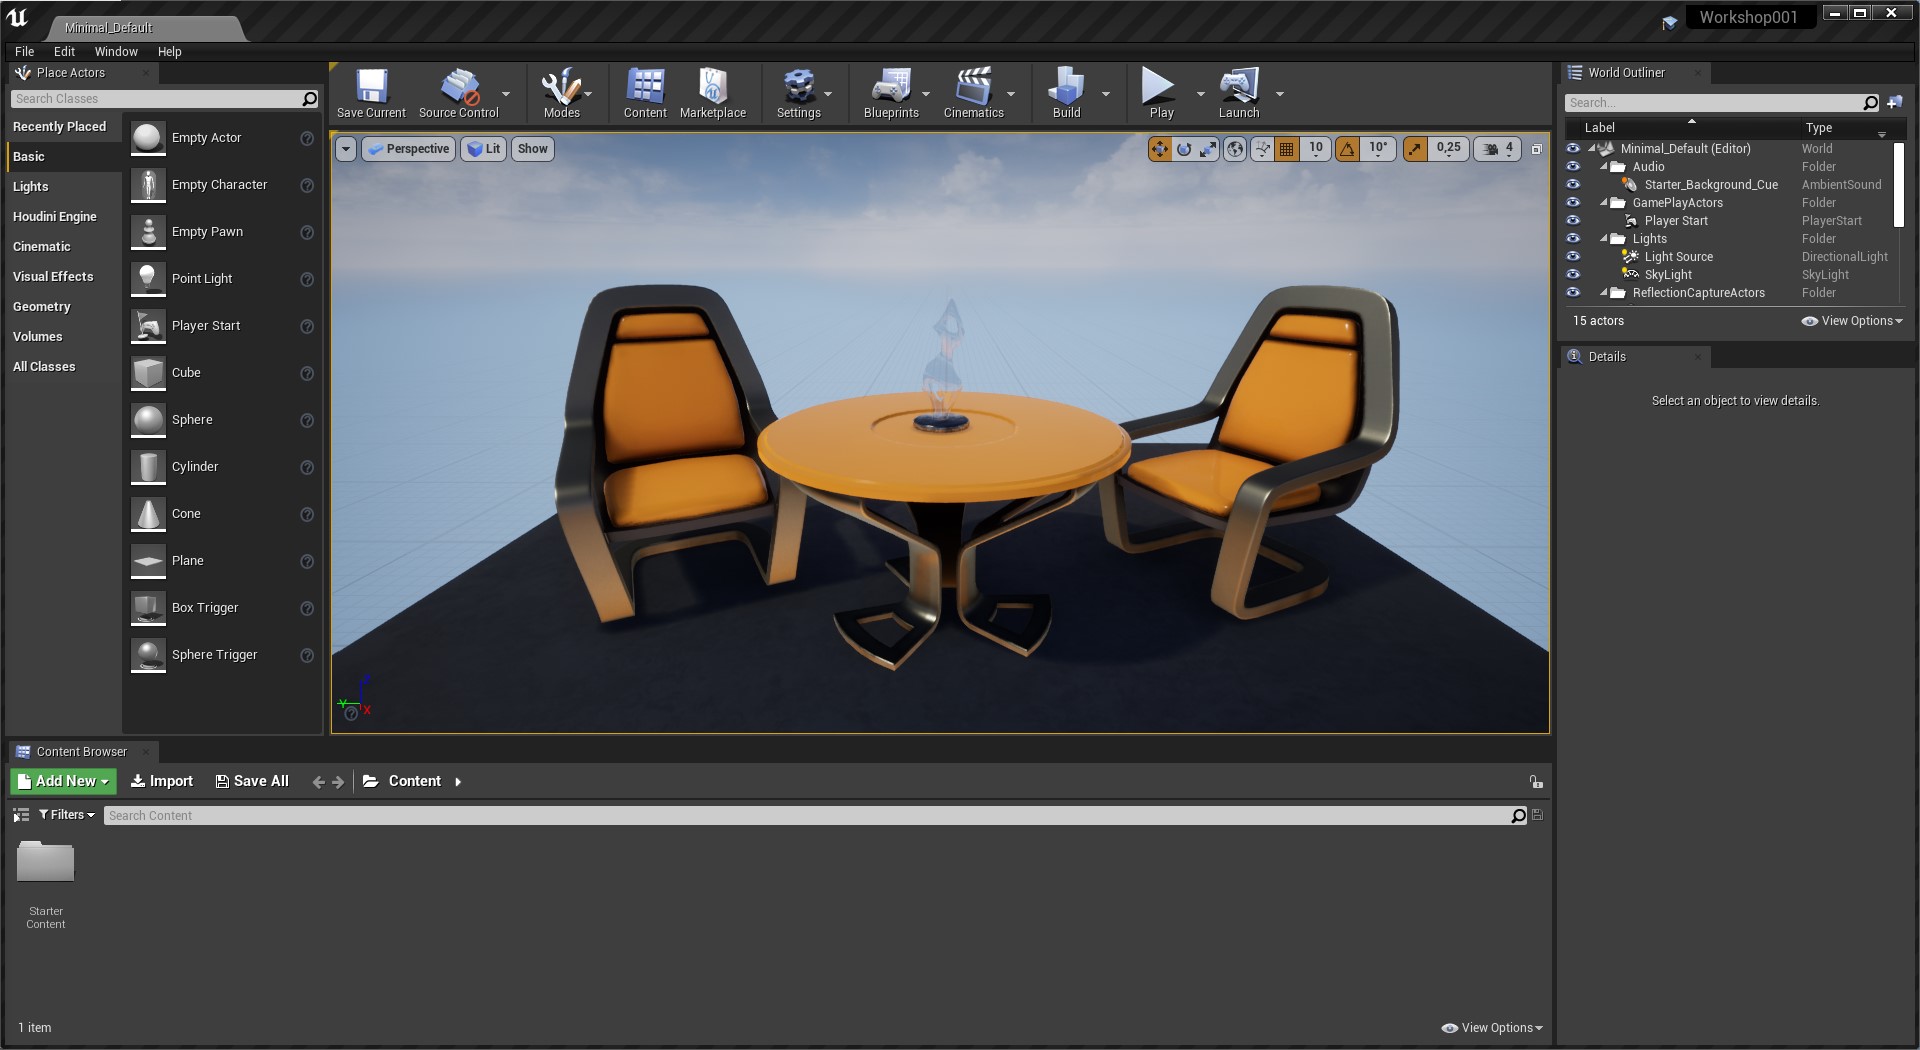 Minimal_Default
Workshop001
File Edit Window Help
Place Actors
Search Classes
Recently Placed
Basic
Lights
Houdini Engine
Cinematic
Visual Effects
Geometry
Volumes
All Classes
Empty Actor
Empty Character
Empty Pawn
Point Light
Player Start
Cube
Sphere
Cylinder
Cone
Plane
Box Trigger
Sphere Trigger
Save Current Source Control Modes Content Marketplace Settings Blueprints Cinematics Build Play Launch
Perspective Lit Show 10 10° 0,25 4
Y X
World Outliner
Search...
Label Type
Minimal_Default (Editor) World
Audio Folder
Starter_Background_Cue AmbientSound
GamePlayActors Folder
Player Start PlayerStart
Lights Folder
Light Source DirectionalLight
SkyLight SkyLight
ReflectionCaptureActors Folder
15 actors View Options
Details
Select an object to view details.
Content Browser
Add New Import Save All Content
Filters Search Content
Starter
Content
1 item View Options